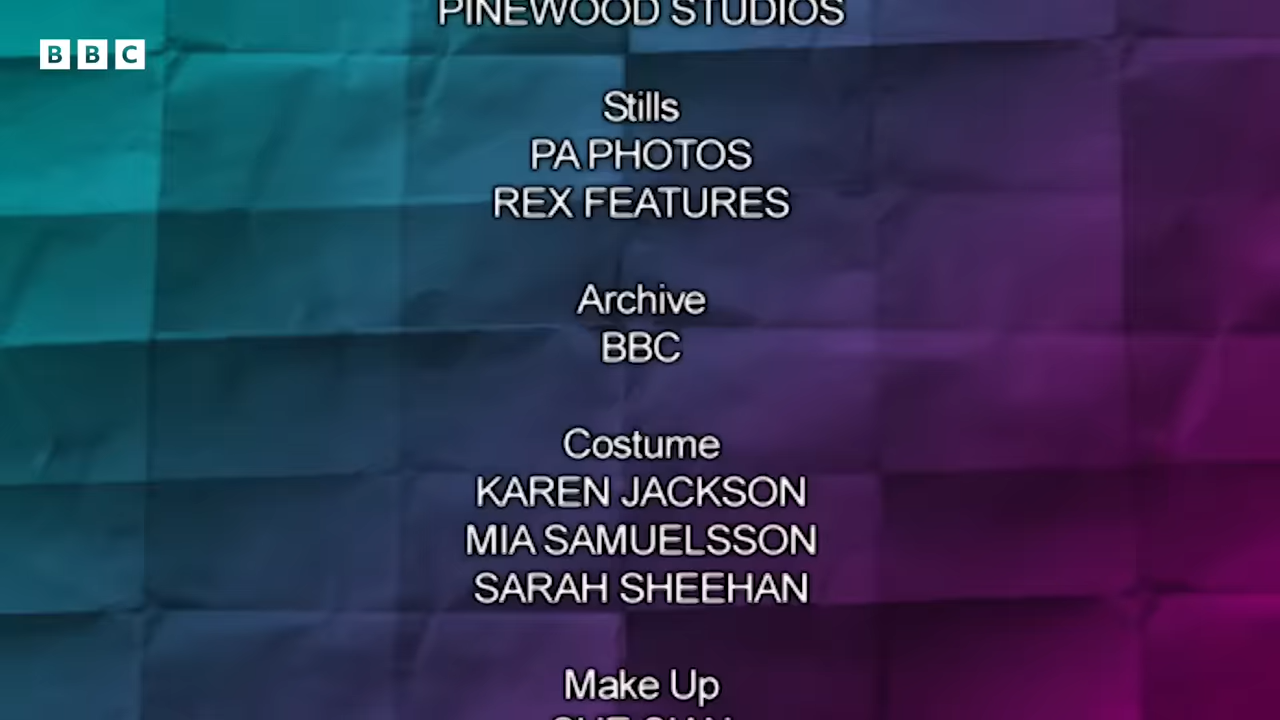 PINEWOOD STUDIOS
BBC
Stills
PA PHOTOS
REX FEATURES
Archive
BBC
Costume
KAREN JACKSON
MIA SAMUELSSON
SARAH SHEEHAN
Make Up